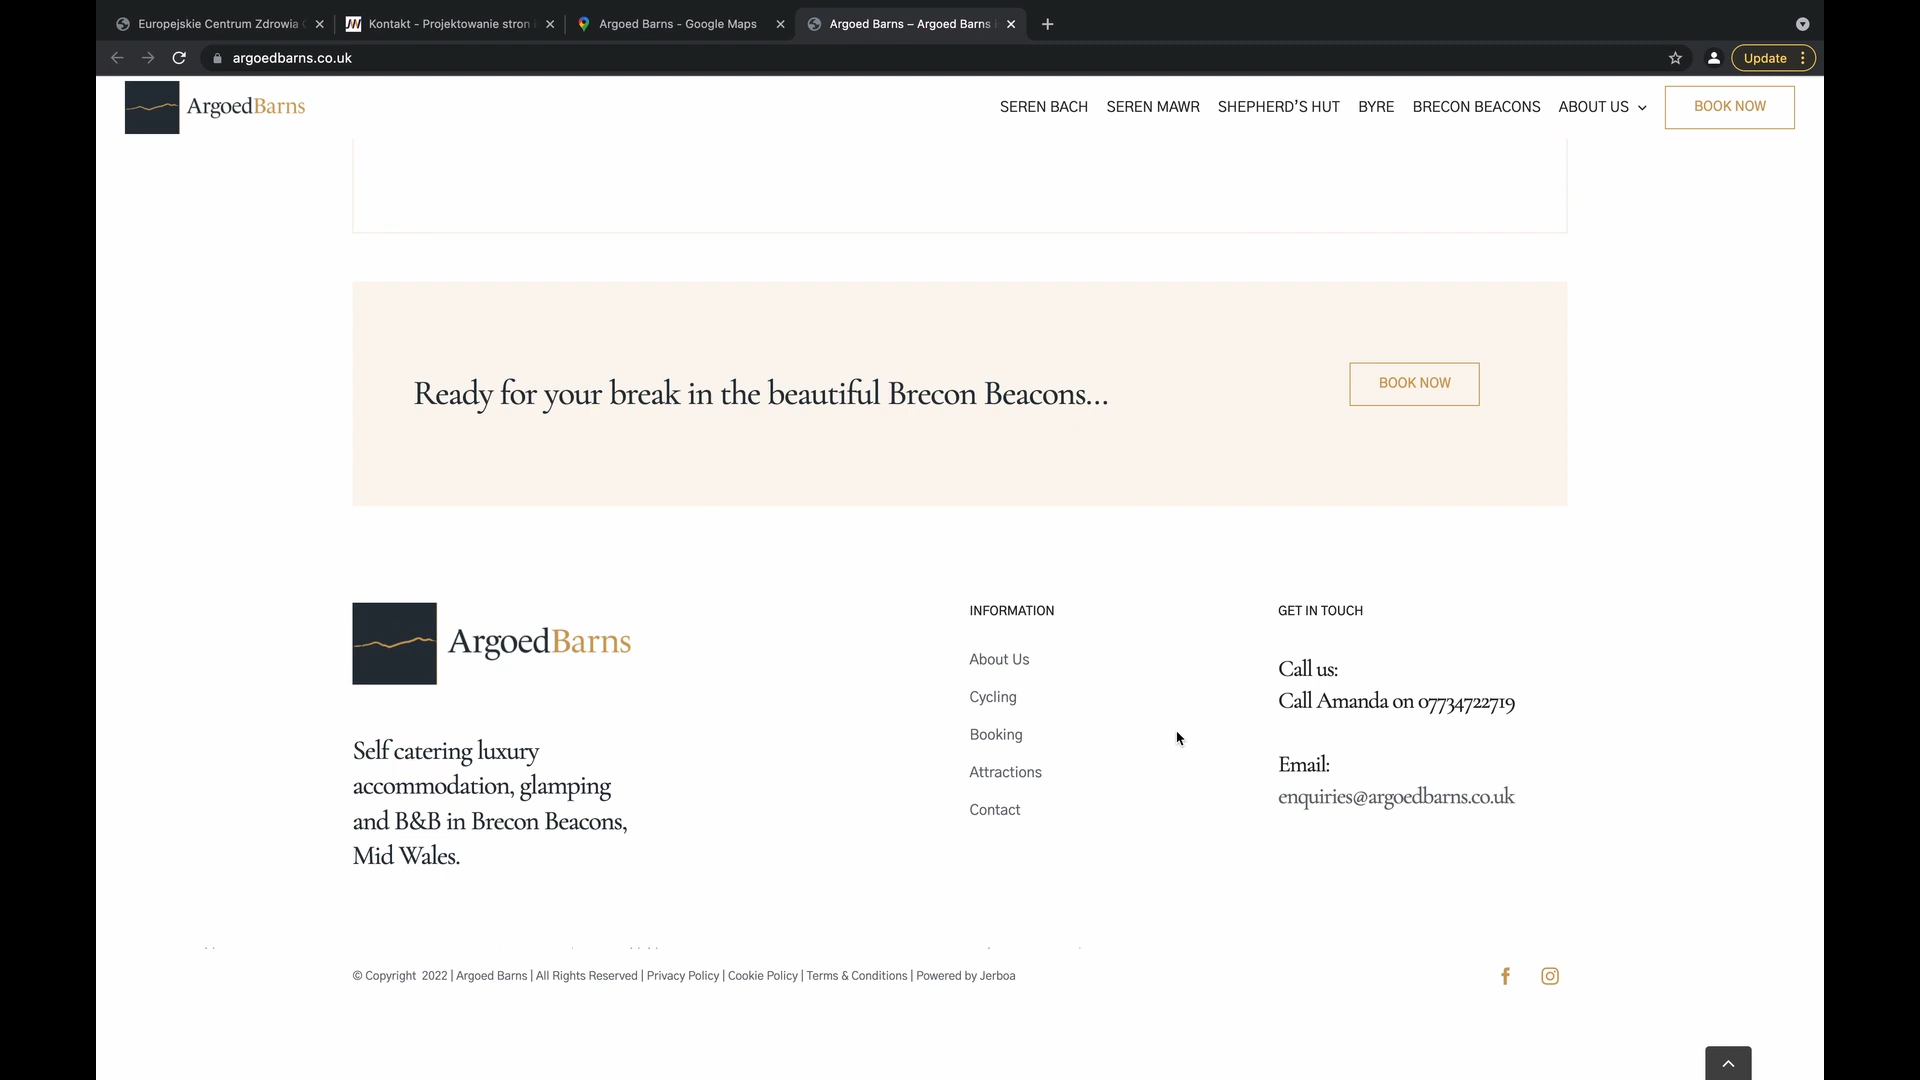 Europejskie Centrum Zdrowia
Kontakt - Projektowanie stron
Argoed Barns - Google Maps
Argoed Barns – Argoed Barns
argoedbarns.co.uk
Update
ArgoedBarns
SEREN BACH
SEREN MAWR
SHEPHERD’S HUT
BYRE
BRECON BEACONS
ABOUT US
BOOK NOW
Ready for your break in the beautiful Brecon Beacons…
BOOK NOW
ArgoedBarns
Self catering luxury
accommodation, glamping
and B&B in Brecon Beacons,
Mid Wales.
INFORMATION
About Us
Cycling
Booking
Attractions
Contact
GET IN TOUCH
Call us:
Call Amanda on 07734722719
Email:
enquiries@argoedbarns.co.uk
© Copyright 2022 | Argoed Barns | All Rights Reserved | Privacy Policy | Cookie Policy | Terms & Conditions | Powered by Jerboa